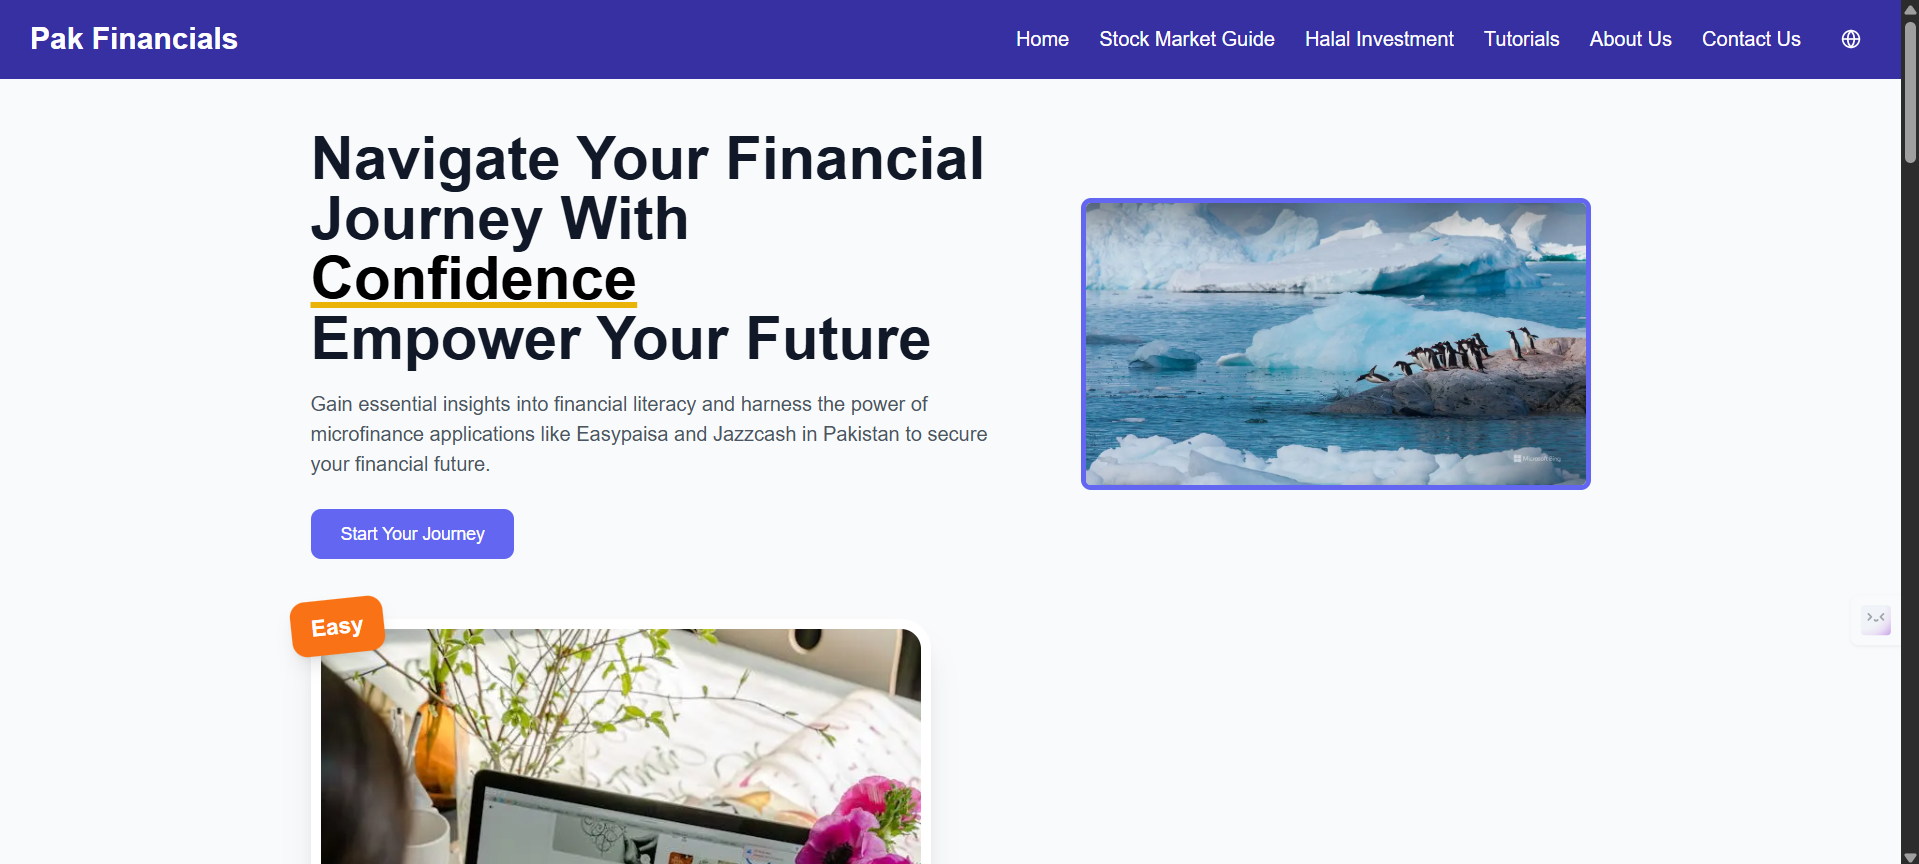 Pak Financials
Home
Stock Market Guide
Halal Investment
Tutorials
About Us
Contact Us
Navigate Your Financial
Journey With
Confidence
Empower Your Future
Gain essential insights into financial literacy and harness the power of
microfinance applications like Easypaisa and Jazzcash in Pakistan to secure
your financial future.
Microsoft Bing
Start Your Journey
Easy